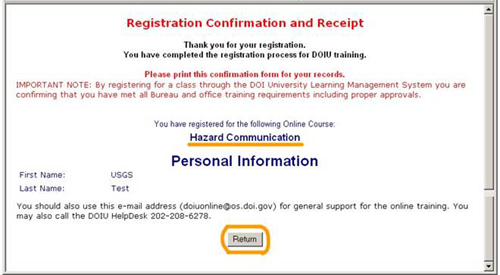 Registration Confirmation and Receipt
Thank you for your registration.
You have completed the registration process for DOIU training.
Please print this confirmation form for your records.
IMPORTANT NOTE: By registering for a class through the DOI University Learning Management System you are
confirming that you have met all Bureau and office training requirements including proper approvals.
You have registered for the following Online Course:
Hazard Communication
Personal Information
First Name: USGS
Last Name: Test
You should also use this e-mail address (doiuonline@os.doi.gov) for general support for the online training. You
may also call the DOIU HelpDesk 202-208-6278.
Return